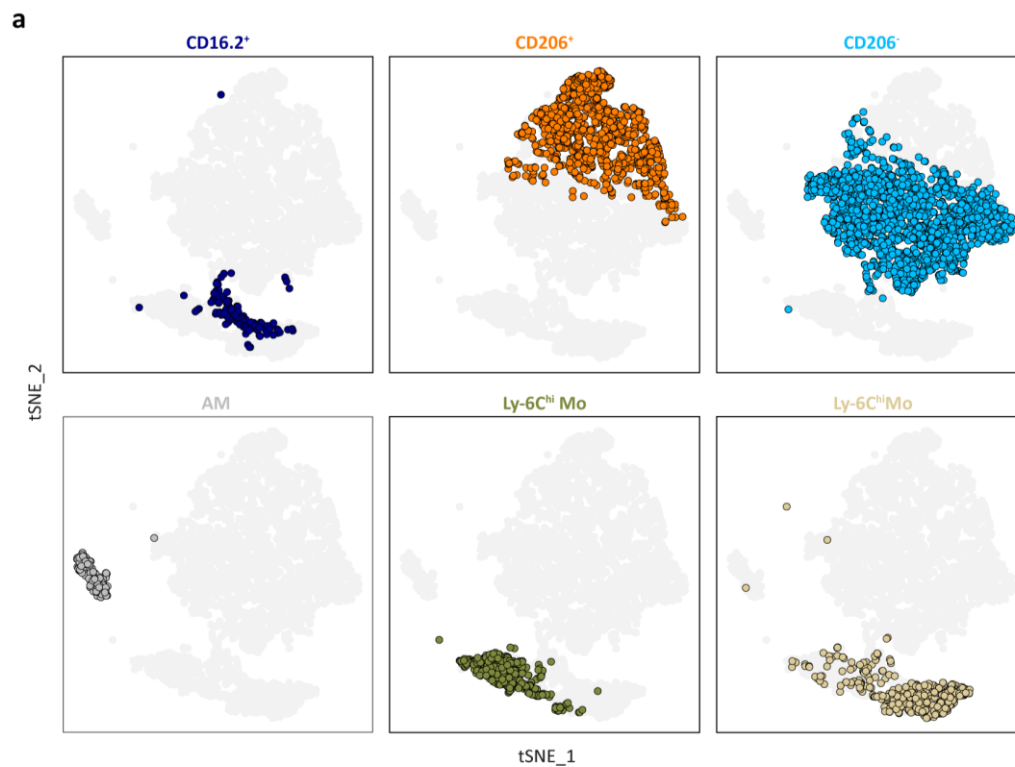 a
CD16.2⁺
CD206⁺
CD206⁻
tSNE_2
AM
Ly-6Cʰⁱ Mo
Ly-6CʰⁱMo
tSNE_1